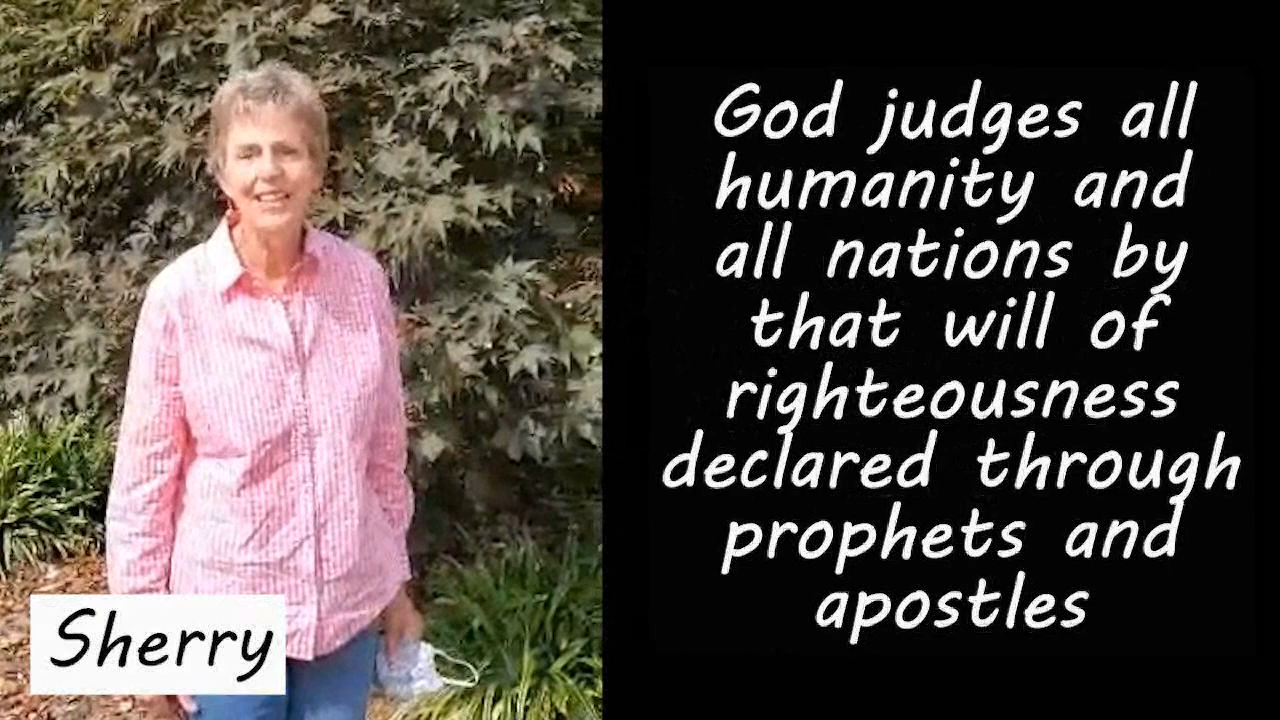 God judges all
humanity and
all nations by
that will of
righteousness
declared through
prophets and
apostles
Sherry